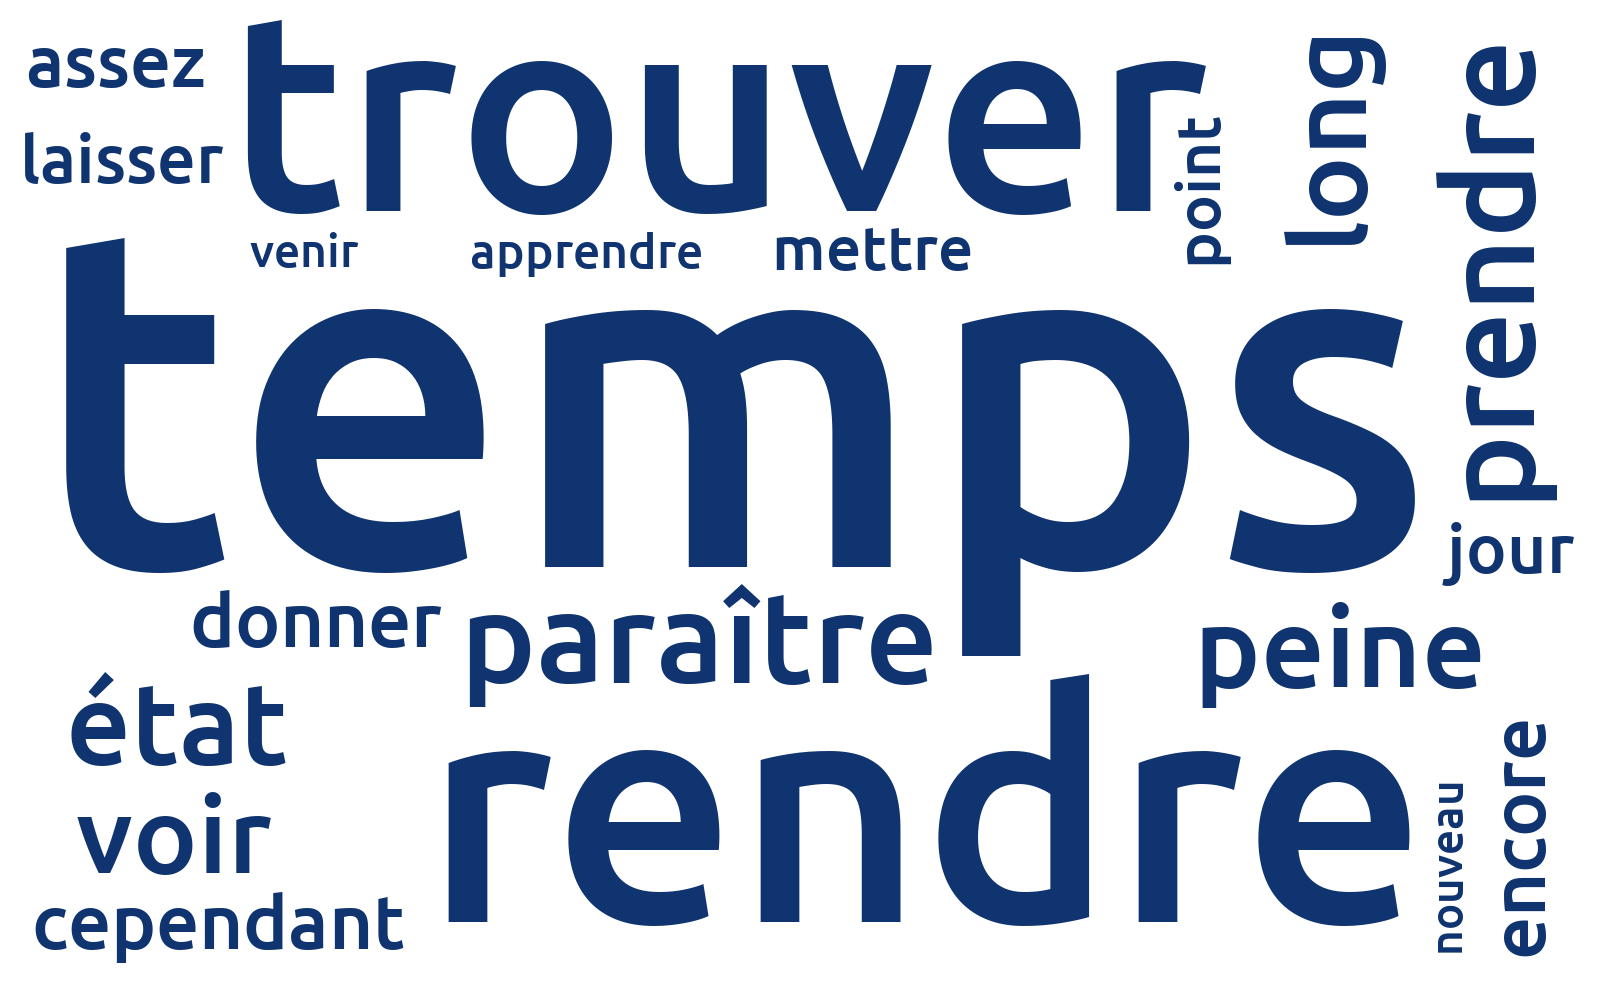 assez
trouver
long
prendre
laisser
point
venir
apprendre
mettre
temps
jour
donner
paraître
peine
état
rendre
voir
nouveau
encore
cependant